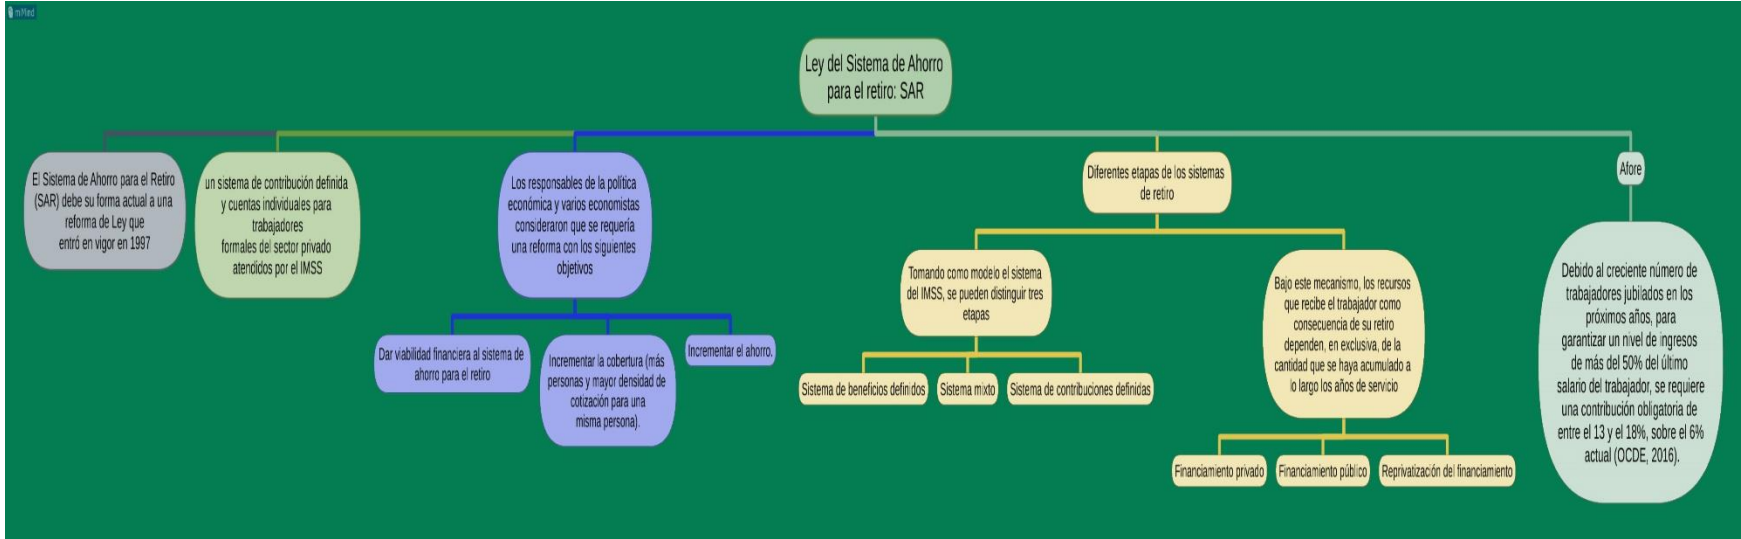 miMind
Ley del Sistema de Ahorro
para el retiro: SAR
El Sistema de Ahorro para el Retiro
(SAR) debe su forma actual a una
reforma de Ley que
entró en vigor en 1997
un sistema de contribución definida
y cuentas individuales para
trabajadores
formales del sector privado
atendidos por el IMSS
Los responsables de la política
económica y varios economistas
consideraron que se requería
una reforma con los siguientes
objetivos
Dar viabilidad financiera al sistema de
ahorro para el retiro
Incrementar la cobertura (más
personas y mayor densidad de
cotización para una
misma persona).
Incrementar el ahorro.
Diferentes etapas de los sistemas
de retiro
Tomando como modelo el sistema
del IMSS, se pueden distinguir tres
etapas
Sistema de beneficios definidos
Sistema mixto
Sistema de contribuciones definidas
Bajo este mecanismo, los recursos
que recibe el trabajador como
consecuencia de su retiro
dependen, en exclusiva, de la
cantidad que se haya acumulado a
lo largo los años de servicio
Financiamiento privado
Financiamiento público
Reprivatización del financiamiento
Afore
Debido al creciente número de
trabajadores jubilados en los
próximos años, para
garantizar un nivel de ingresos
de más del 50% del último
salario del trabajador, se requiere
una contribución obligatoria de
entre el 13 y el 18%, sobre el 6%
actual (OCDE, 2016).